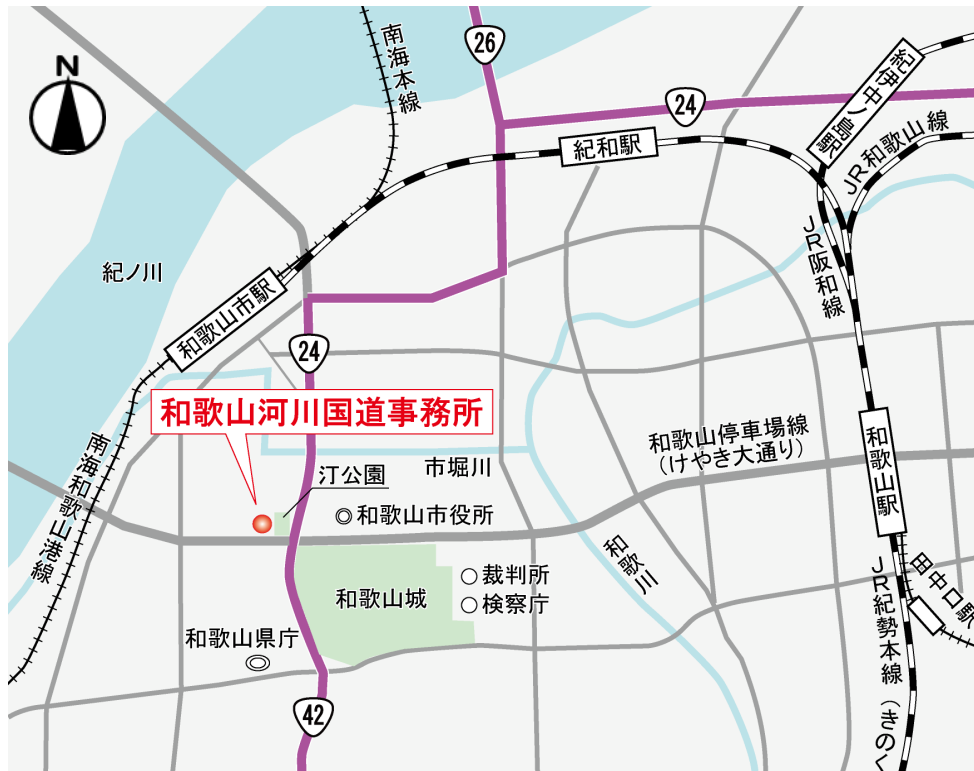 N
南海本線
26
24
紀伊中ノ島駅
紀和駅
JR和歌山線
JR阪和線
紀ノ川
和歌山市駅
24
和歌山河川国道事務所
和歌山停車場線
(けやき大通り)
市堀川
汀公園
和歌山駅
南海和歌山港線
和歌山市役所
和歌川
裁判所
検察庁
和歌山城
田中口駅
和歌山県庁
JR紀勢本線
(きのく
42